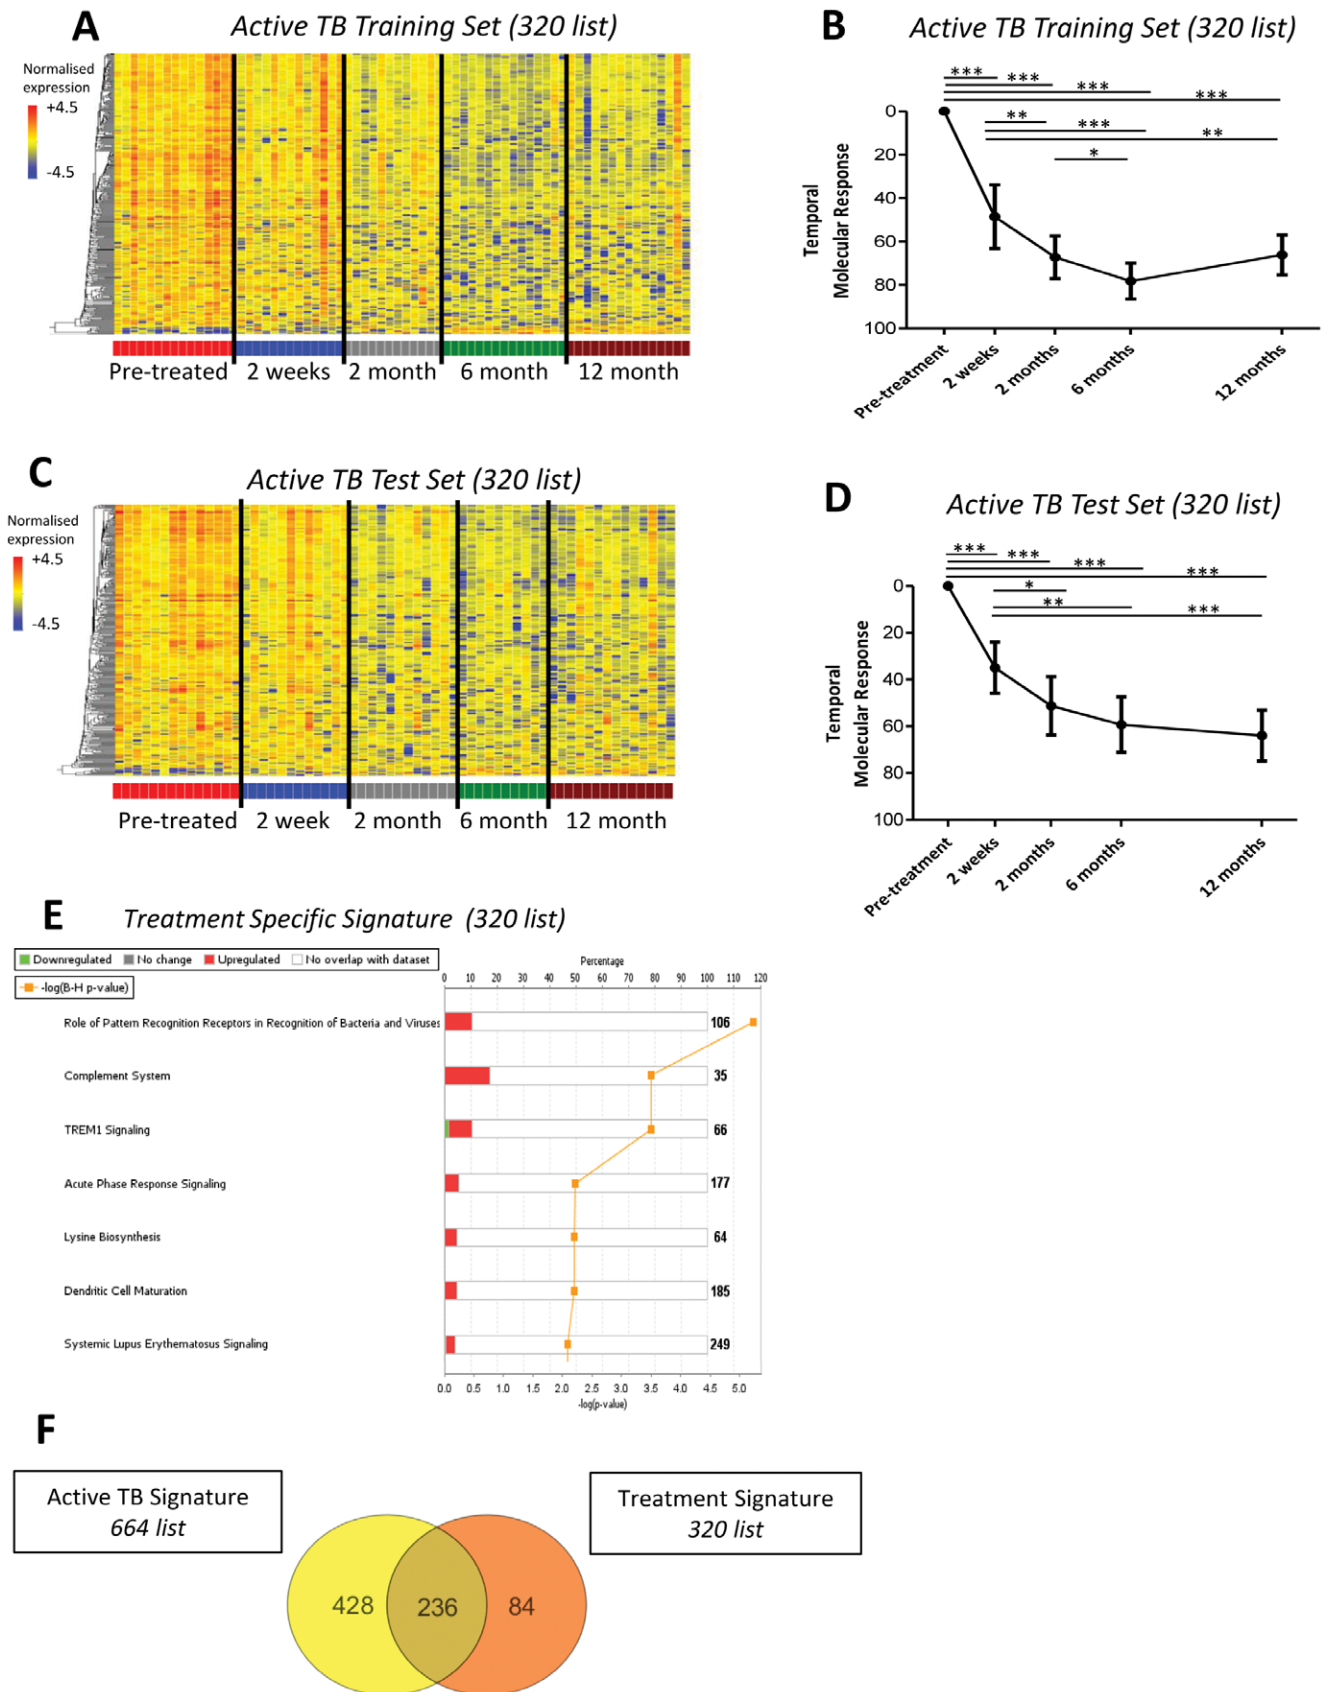 A
Active TB Training Set (320 list)
Normalised
expression
+4.5
-4.5
Pre-treated
2 weeks
2 month
6 month
12 month
B
Active TB Training Set (320 list)
***
***
***
***
**
***
**
*
Temporal
Molecular Response
0
20
40
60
80
100
Pre-treatment
2 weeks
2 months
6 months
12 months
C
Active TB Test Set (320 list)
Normalised
expression
+4.5
-4.5
Pre-treated
2 week
2 month
6 month
12 month
D
Active TB Test Set (320 list)
***
***
***
***
*
**
***
Temporal
Molecular Response
0
20
40
60
80
100
Pre-treatment
2 weeks
2 months
6 months
12 months
E
Treatment Specific Signature (320 list)
Downregulated No change Upregulated No overlap with dataset
-log(B-H p-value)
Percentage
0 10 20 30 40 50 60 70 80 90 100 110 120
Role of Pattern Recognition Receptors in Recognition of Bacteria and Viruses 106
Complement System 35
TREM1 Signaling 66
Acute Phase Response Signaling 177
Lysine Biosynthesis 64
Dendritic Cell Maturation 185
Systemic Lupus Erythematosus Signaling 249
0.0 0.5 1.0 1.5 2.0 2.5 3.0 3.5 4.0 4.5 5.0
-log(p-value)
F
Active TB Signature
664 list
Treatment Signature
320 list
428 236 84